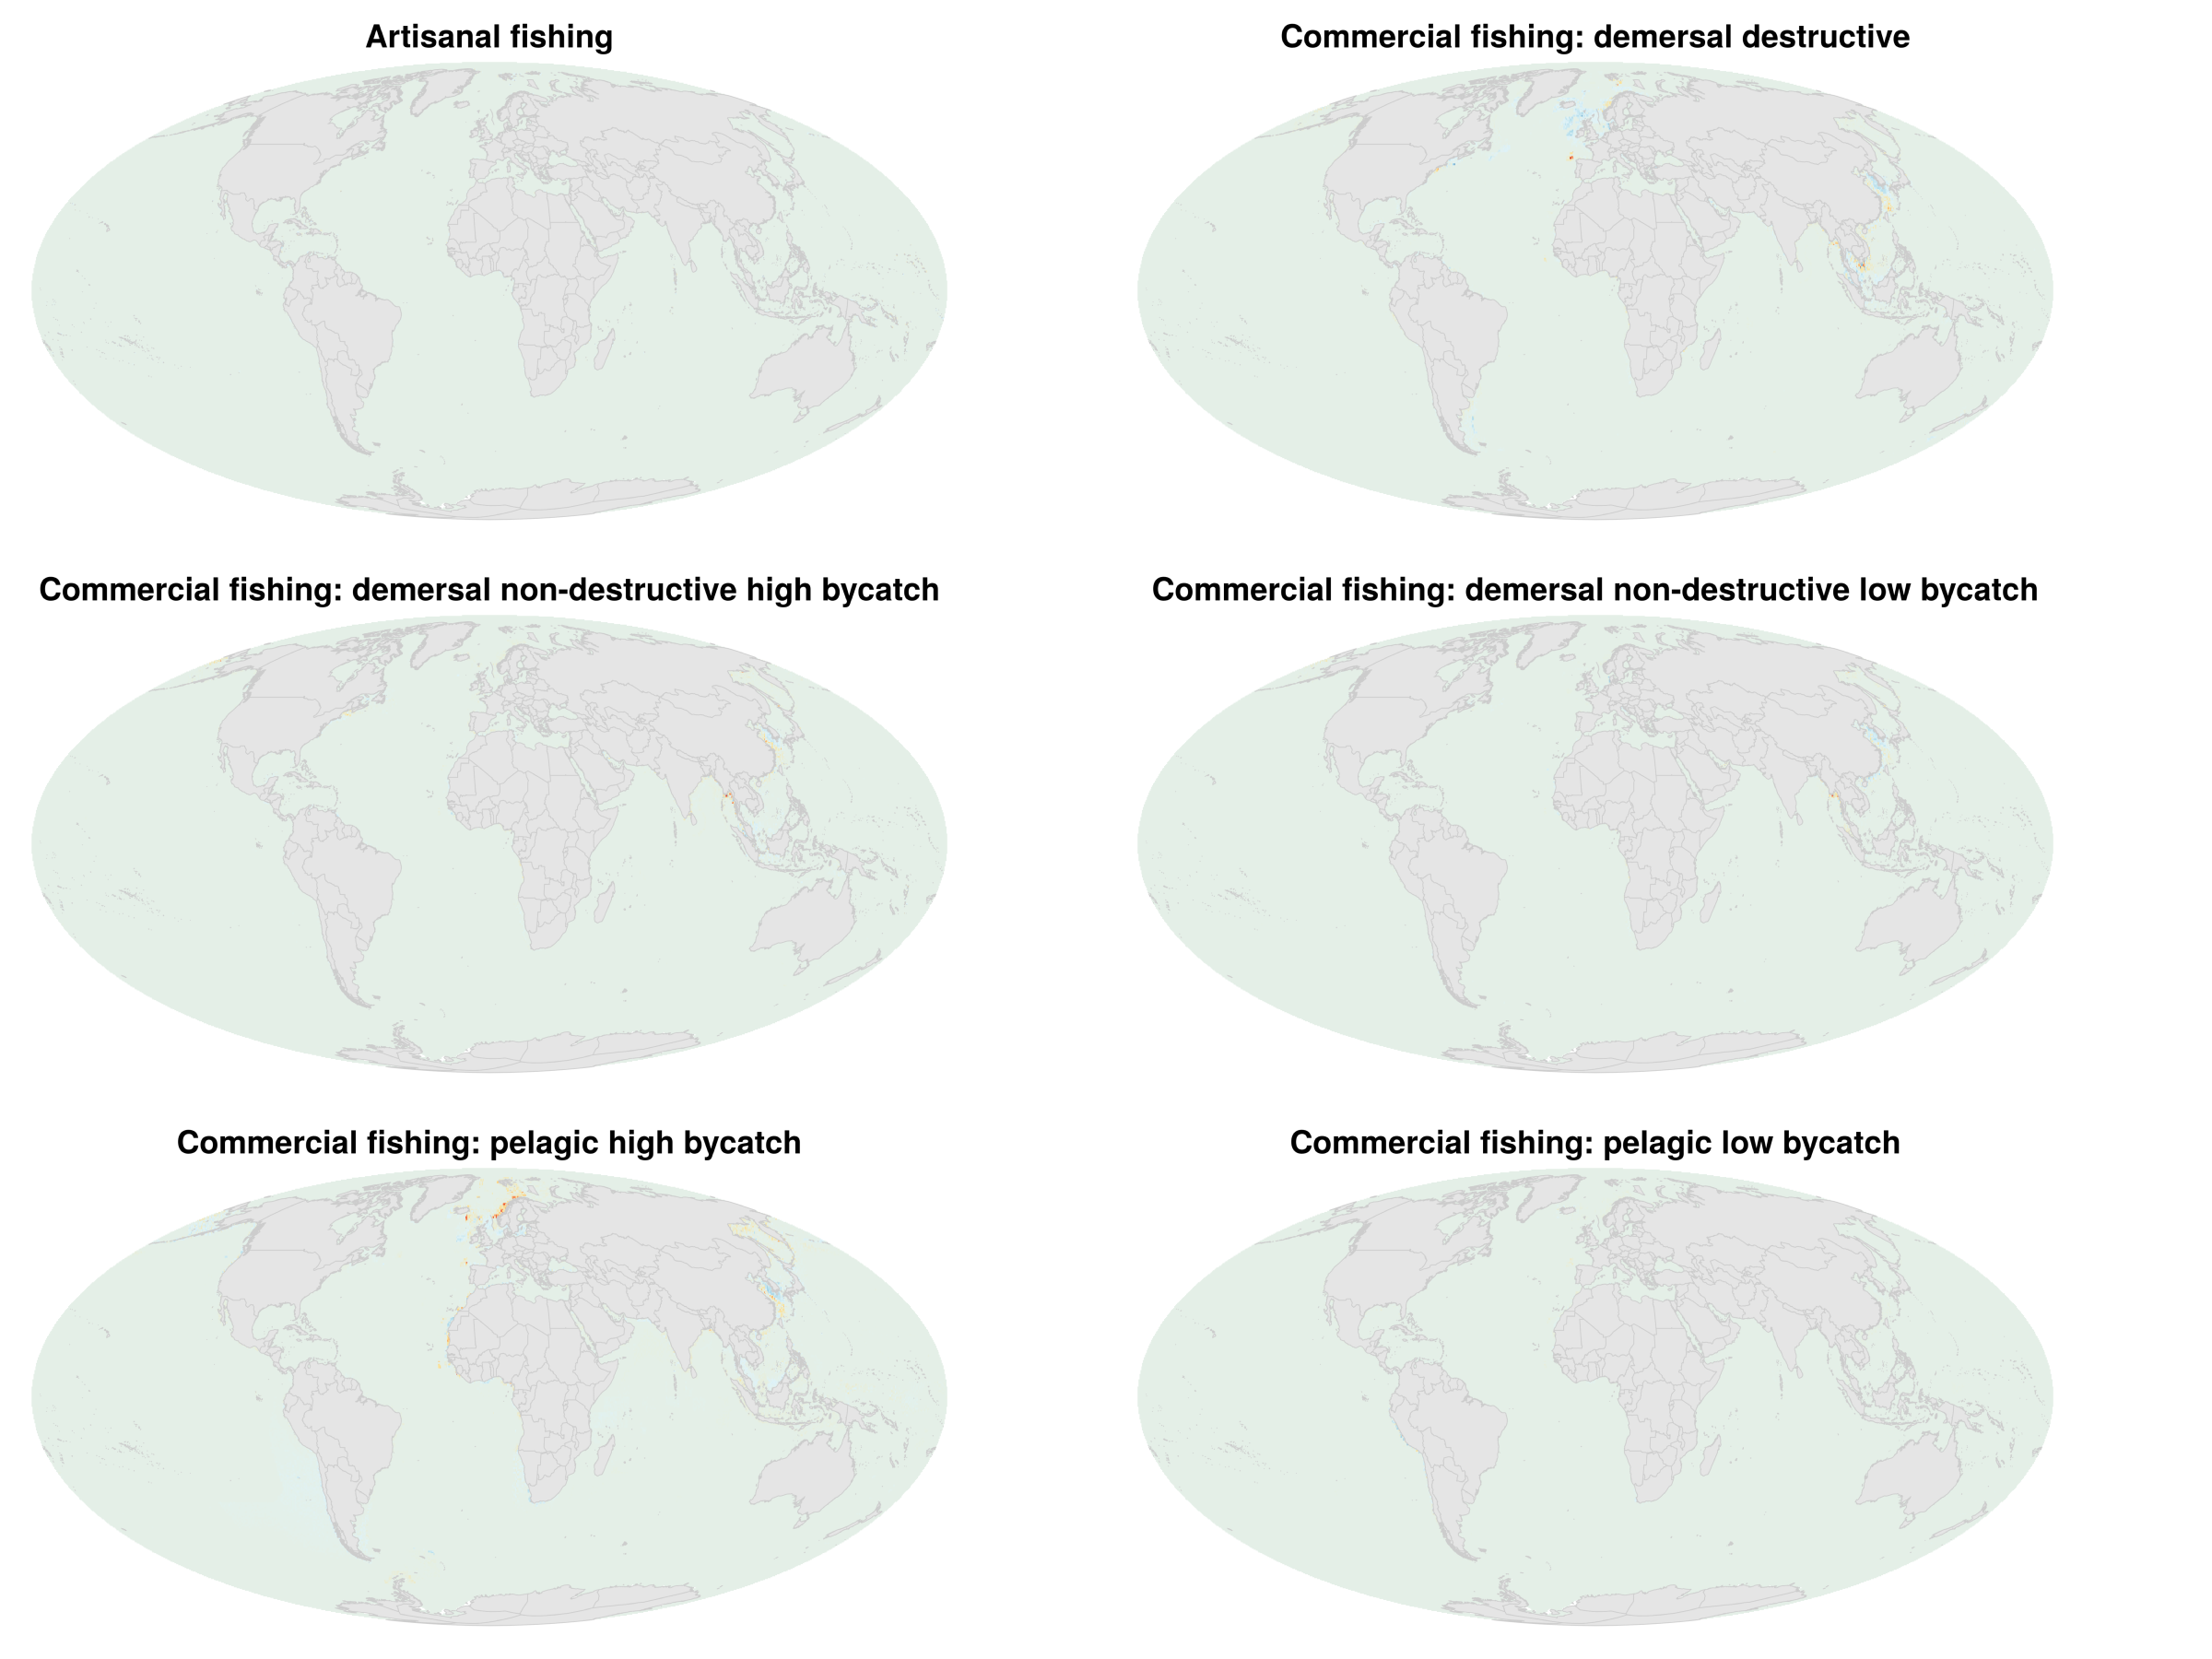 Artisanal fishing
Commercial fishing: demersal destructive
Commercial fishing: demersal non-destructive high bycatch
Commercial fishing: demersal non-destructive low bycatch
Commercial fishing: pelagic high bycatch
Commercial fishing: pelagic low bycatch